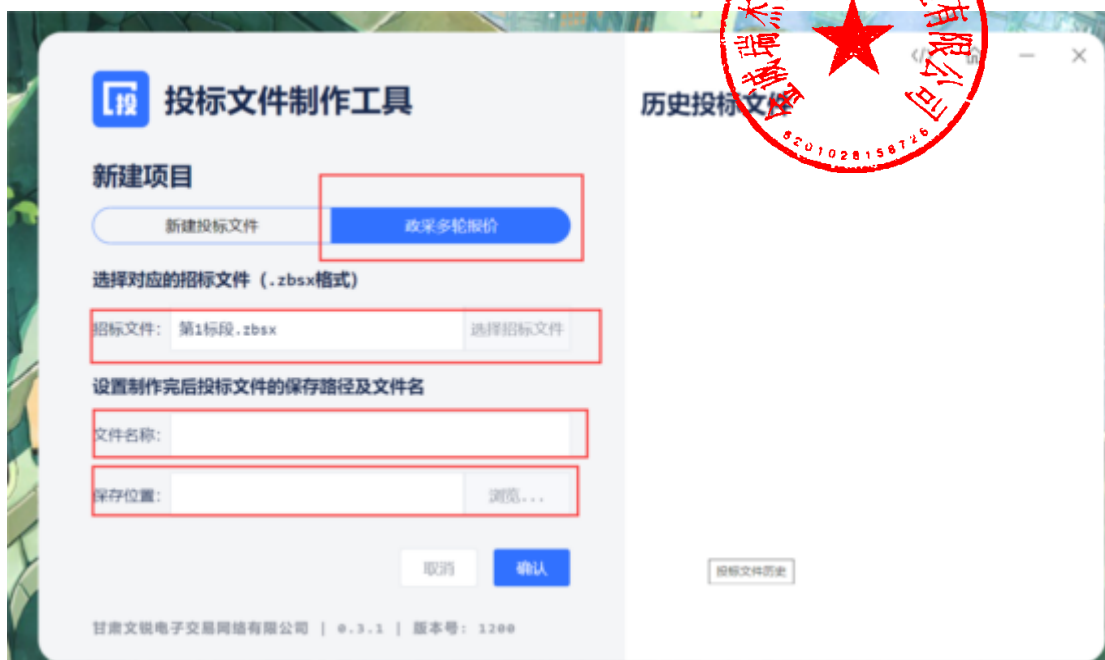 投标文件制作工具
历史投标文件
新建项目
新建投标文件
政采多轮报价
选择对应的招标文件（.zbsx格式）
招标文件: 第1标段.zbsx 选择招标文件
设置制作完后投标文件的保存路径及文件名
文件名称:
保存位置: 浏览...
取消 确认
投标文件历史
甘肃文锐电子交易网络有限公司 | 0.3.1 | 版本号: 1200
有限公司
6201028158726